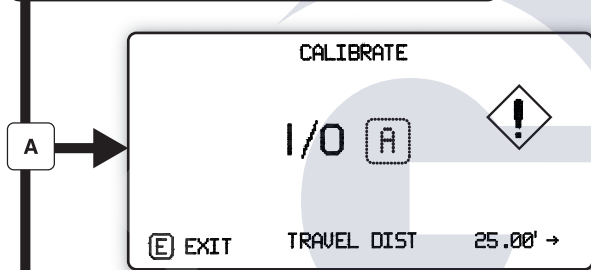 CALIBRATE
A
I/O A
!
E EXIT TRAVEL DIST 25.00' →